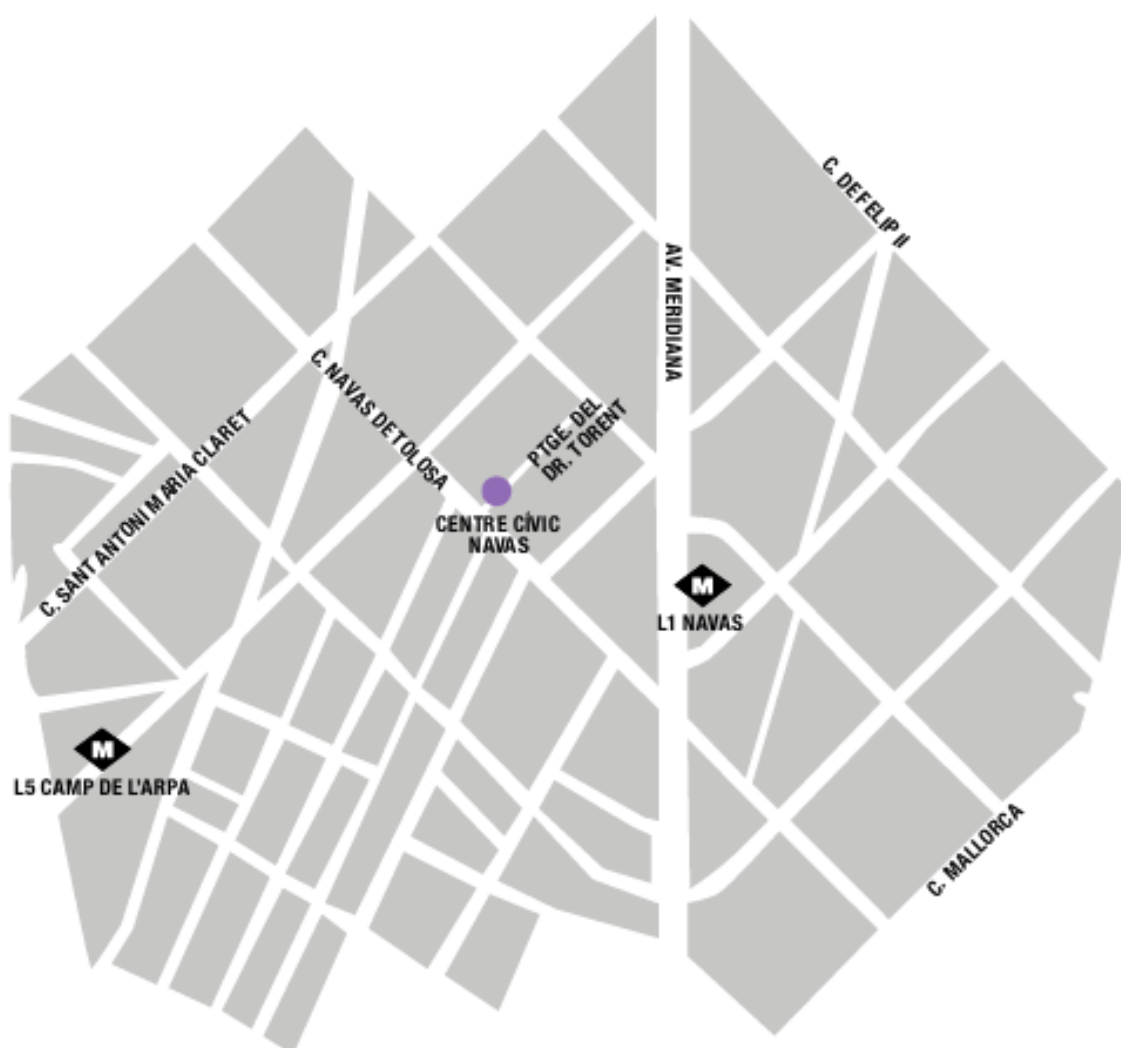 C. DE FELIP II
AV. MERIDIANA
C. NAVAS DE TOLOSA
PTGE. DEL
DR. TORENT
C. SANT ANTONI MARIA CLARET
CENTRE CÍVIC
NAVAS
M
L1 NAVAS
M
L5 CAMP DE L'ARPA
C. MALLORCA